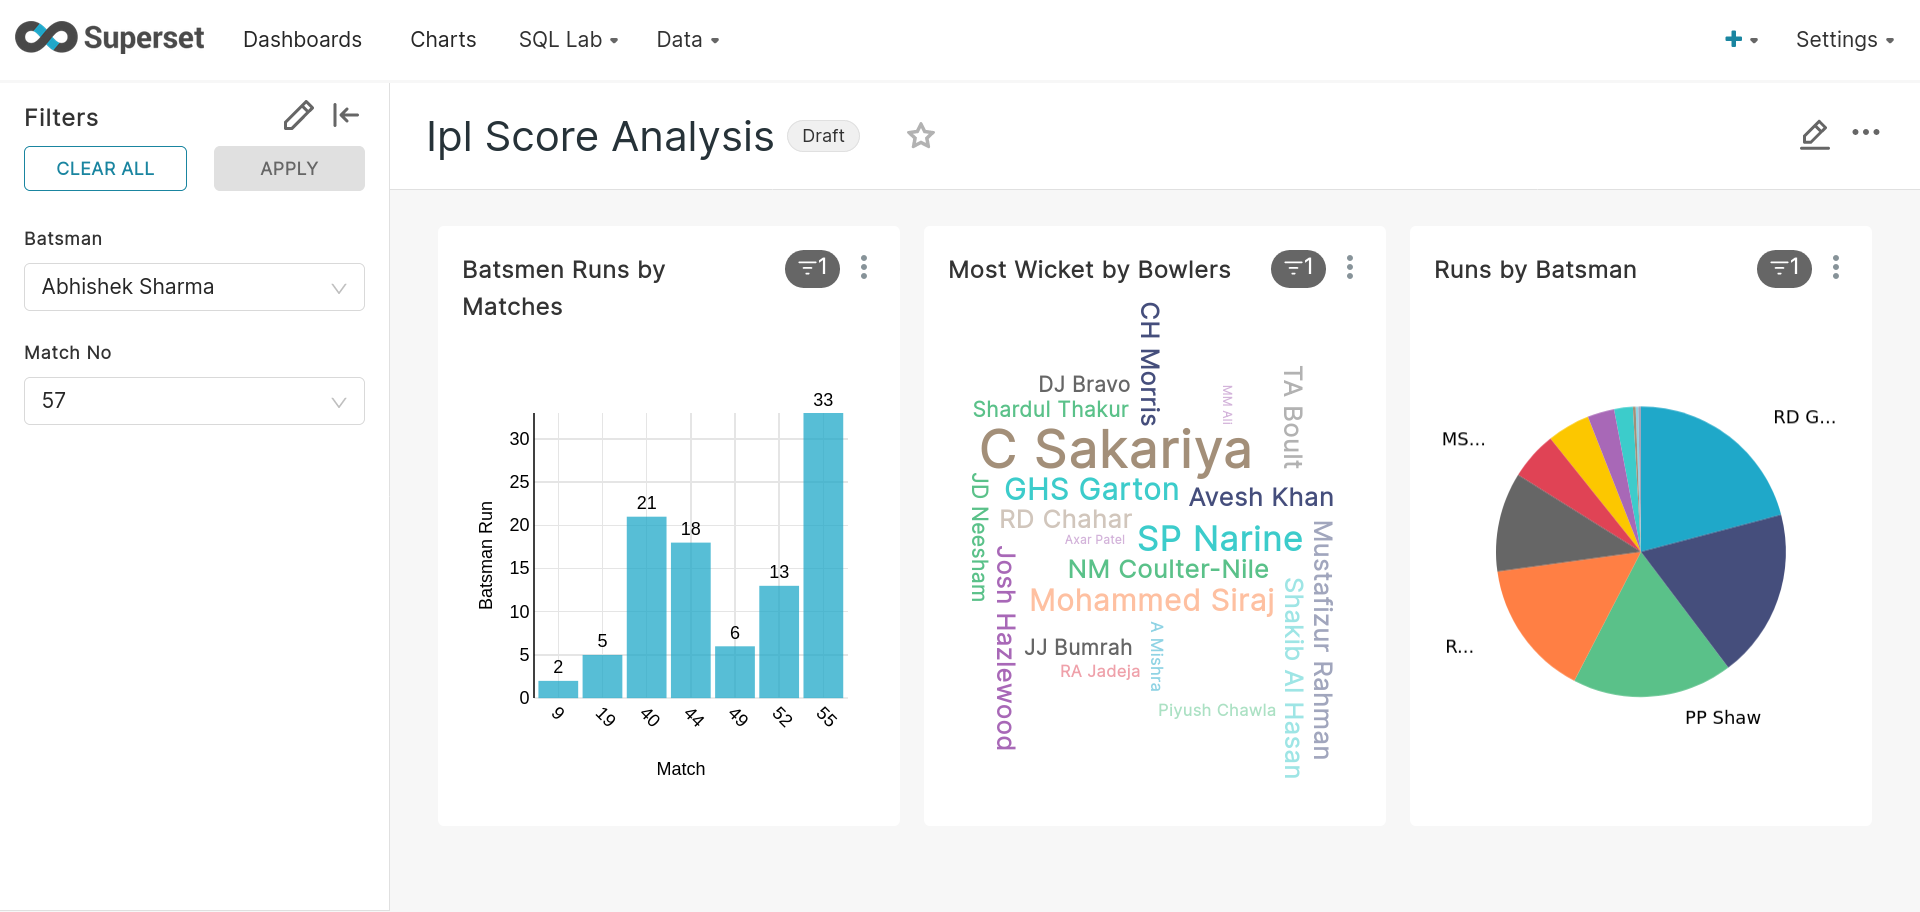 Superset
Dashboards
Charts
SQL Lab
Data
Settings
Filters
CLEAR ALL
APPLY
Batsman
Abhishek Sharma
Match No
57
Ipl Score Analysis
Draft
Batsmen Runs by
Matches
1
Batsman Run
30
25
20
15
10
5
0
2
5
21
18
6
13
33
9
19
40
44
49
52
55
Match
Most Wicket by Bowlers
1
CH Morris
DJ Bravo
MM Ali
TA Boult
Shardul Thakur
C Sakariya
JD Neesham
GHS Garton
Avesh Khan
RD Chahar
Axar Patel
SP Narine
Mustafizur Rahman
Josh Hazlewood
NM Coulter-Nile
Shakib Al Hasan
Mohammed Siraj
JJ Bumrah
A Mishra
RA Jadeja
Piyush Chawla
Runs by Batsman
1
RD G...
MS...
R...
PP Shaw